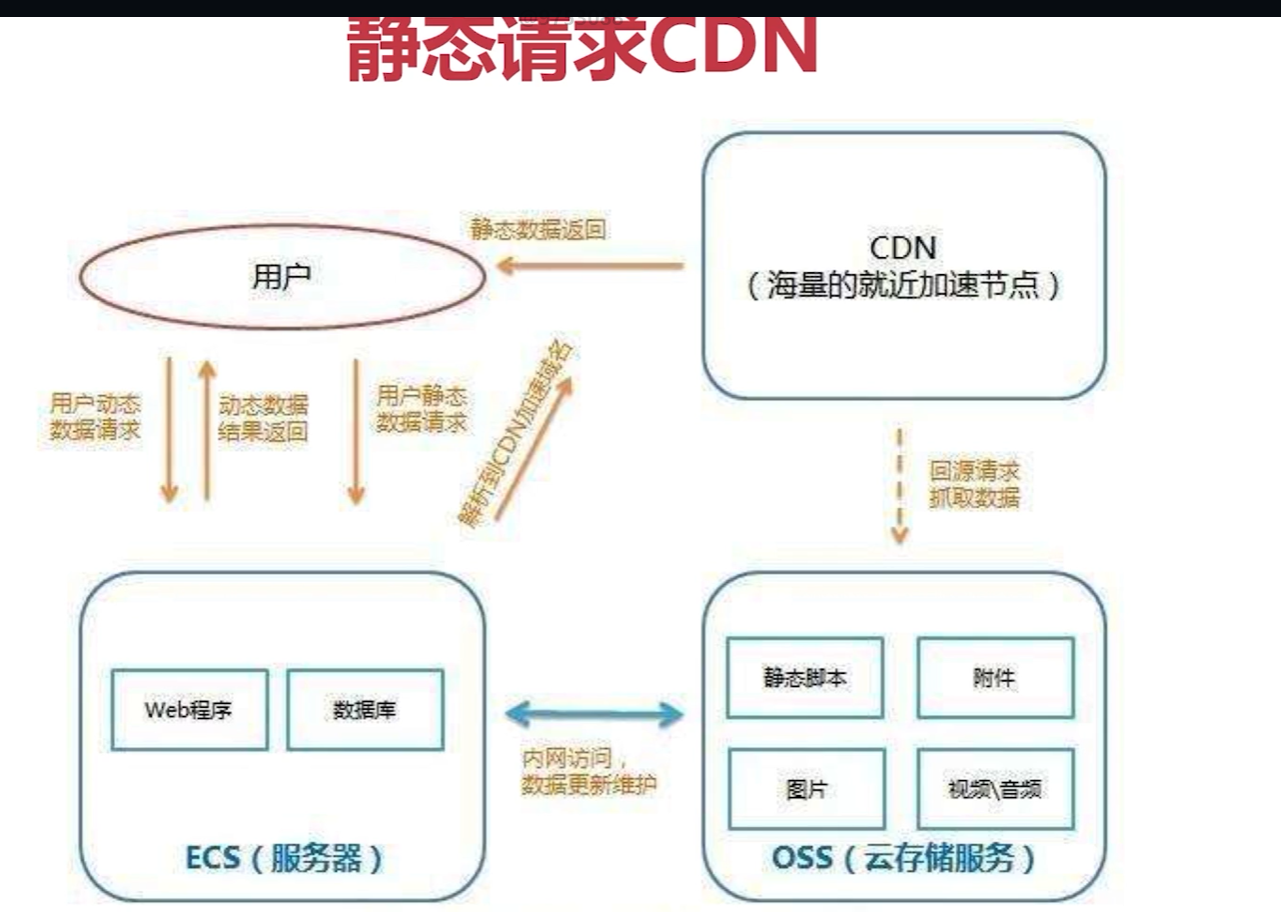 静态请求CDN
CDN
（海量的就近加速节点）
静态数据返回
用户
用户动态
数据请求
动态数据
结果返回
用户静态
数据请求
解析到CDN加速域名
回源请求
抓取数据
Web程序
数据库
ECS（服务器）
内网访问，
数据更新维护
静态脚本
附件
图片
视频\音频
OSS（云存储服务）